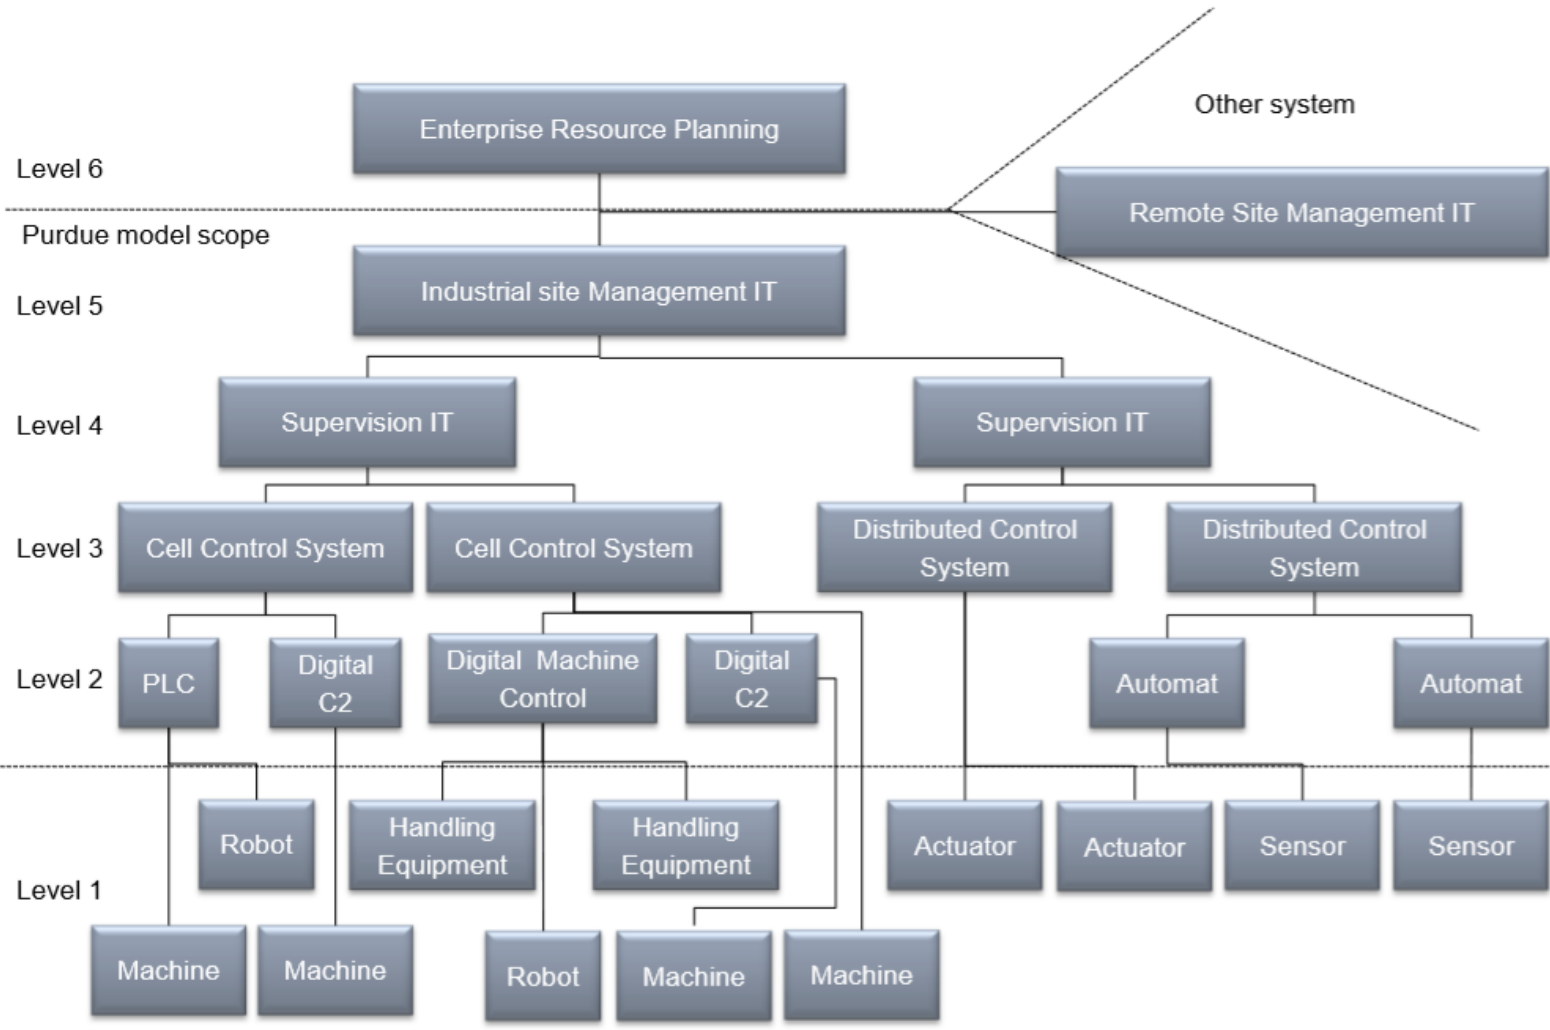 Other system
Enterprise Resource Planning
Level 6
Remote Site Management IT
Purdue model scope
Industrial site Management IT
Level 5
Supervision IT
Supervision IT
Level 4
Cell Control System
Cell Control System
Distributed Control
System
Distributed Control
System
Level 3
PLC
Digital
C2
Digital  Machine
Control
Digital
C2
Automat
Automat
Level 2
Robot
Handling
Equipment
Handling
Equipment
Actuator
Actuator
Sensor
Sensor
Level 1
Machine
Machine
Robot
Machine
Machine